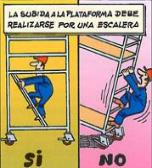 LA SUBIDA A LA PLATAFORMA DEBE
REALIZARSE POR UNA ESCALERA
SI
NO